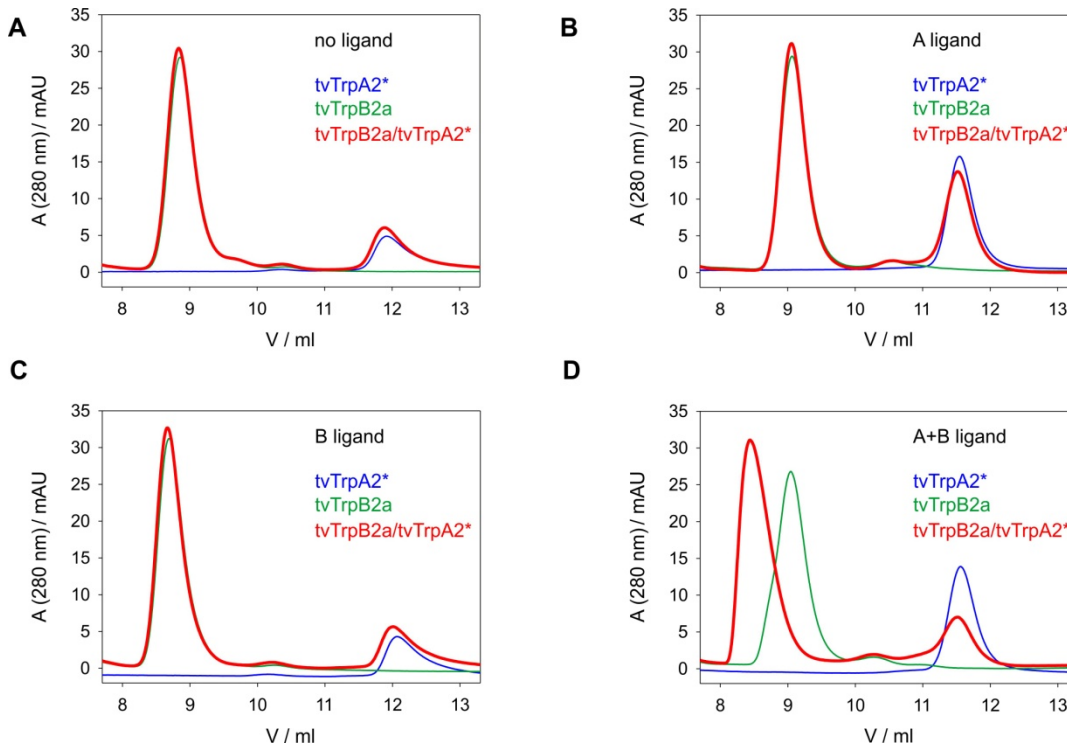 A
A (280 nm) / mAU
35
30
25
20
15
10
5
0
no ligand
tvTrpA2*
tvTrpB2a
tvTrpB2a/tvTrpA2*
8 9 10 11 12 13
V / ml
B
A (280 nm) / mAU
35
30
25
20
15
10
5
0
A ligand
tvTrpA2*
tvTrpB2a
tvTrpB2a/tvTrpA2*
8 9 10 11 12 13
V / ml
C
A (280 nm) / mAU
35
30
25
20
15
10
5
0
B ligand
tvTrpA2*
tvTrpB2a
tvTrpB2a/tvTrpA2*
8 9 10 11 12 13
V / ml
D
A (280 nm) / mAU
35
30
25
20
15
10
5
0
A+B ligand
tvTrpA2*
tvTrpB2a
tvTrpB2a/tvTrpA2*
8 9 10 11 12 13
V / ml